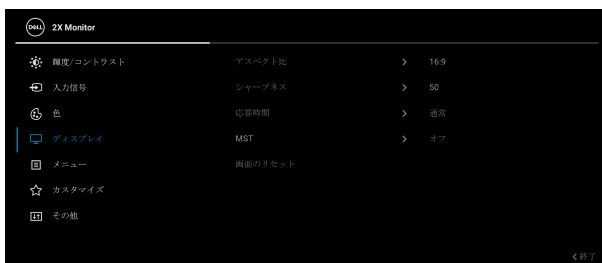 DELL 2X Monitor
輝度/コントラスト アスペクト比 16:9
入力信号 シャープネス 50
色 応答時間 通常
ディスプレイ MST オフ
メニュー 画面のリセット
カスタマイズ
その他
終了